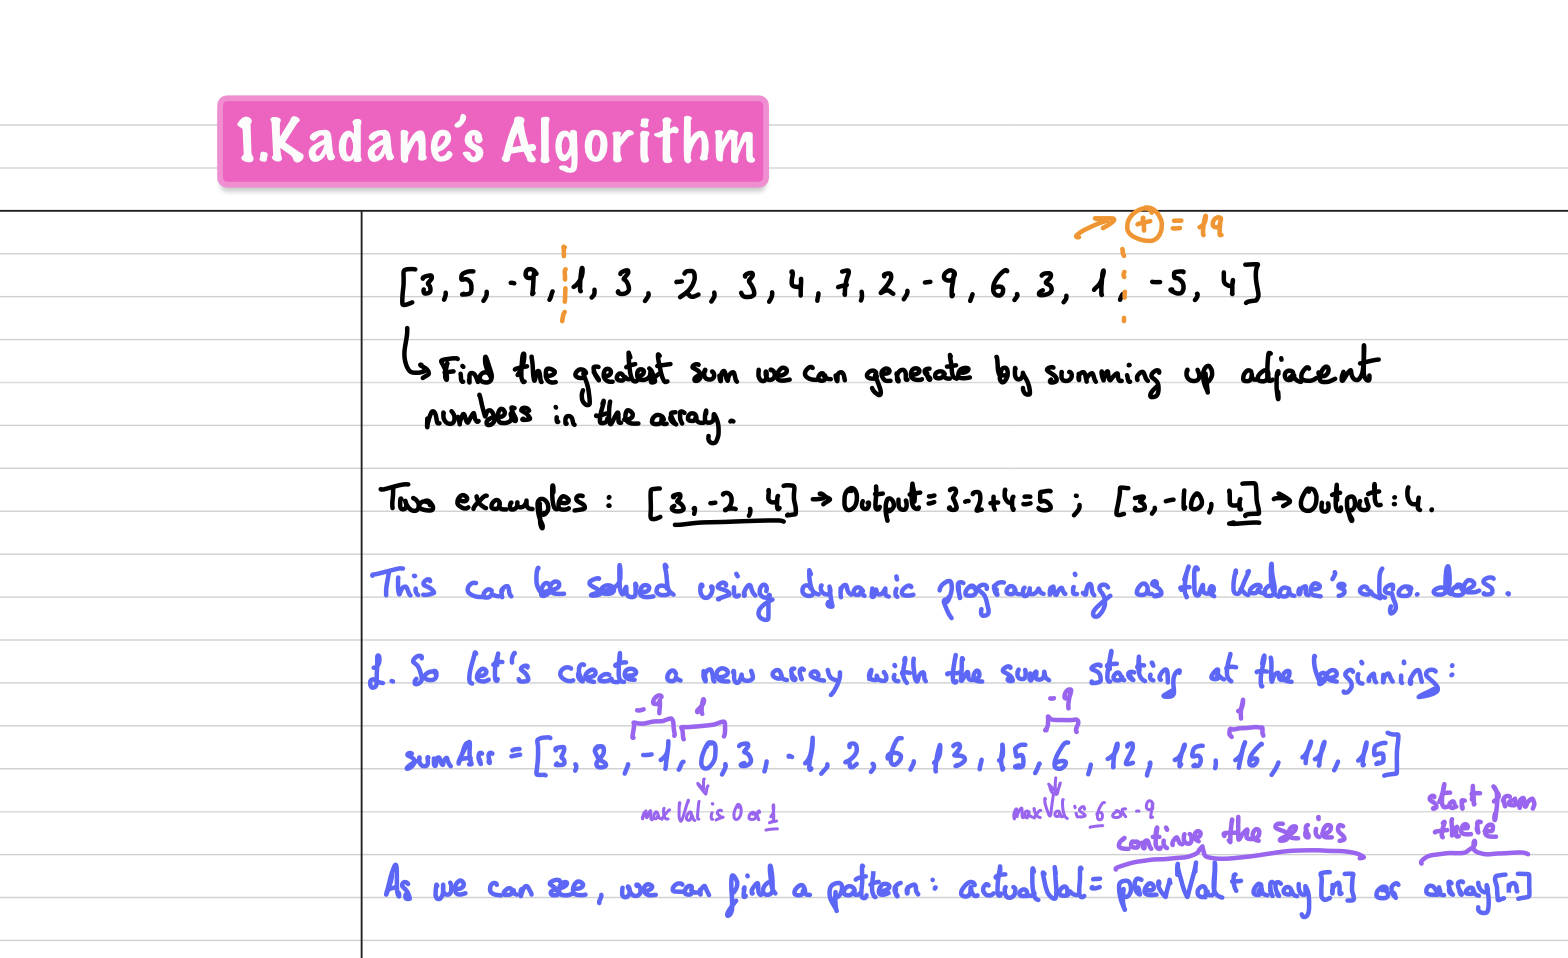 1.Kadane's Algorithm
+ = 19
[3, 5, -9, 1, 3, -2, 3, 4, 7, 2, -9, 6, 3, 1, -5, 4]
↳ Find the greatest sum we can generate by summing up adjacent
numbers in the array.
Two examples : [3, -2, 4] → Output = 3-2+4=5 ; [3, -10, 4] → Output : 4.
This can be solved using dynamic programming as the Kadane's algo. does.
1. So let's create a new array with the sum starting at the beginning :
-9 1 -9 1
sumArr = [3, 8, -1, 0, 3, -1, 2, 6, 13, 15, 6, 12, 15, 16, 11, 15]
max Val is 0 or 1 maxVal is 6 or -9
continue the series start from there
As we can see, we can find a pattern : actualVal = prevVal + array[n] or array[n]